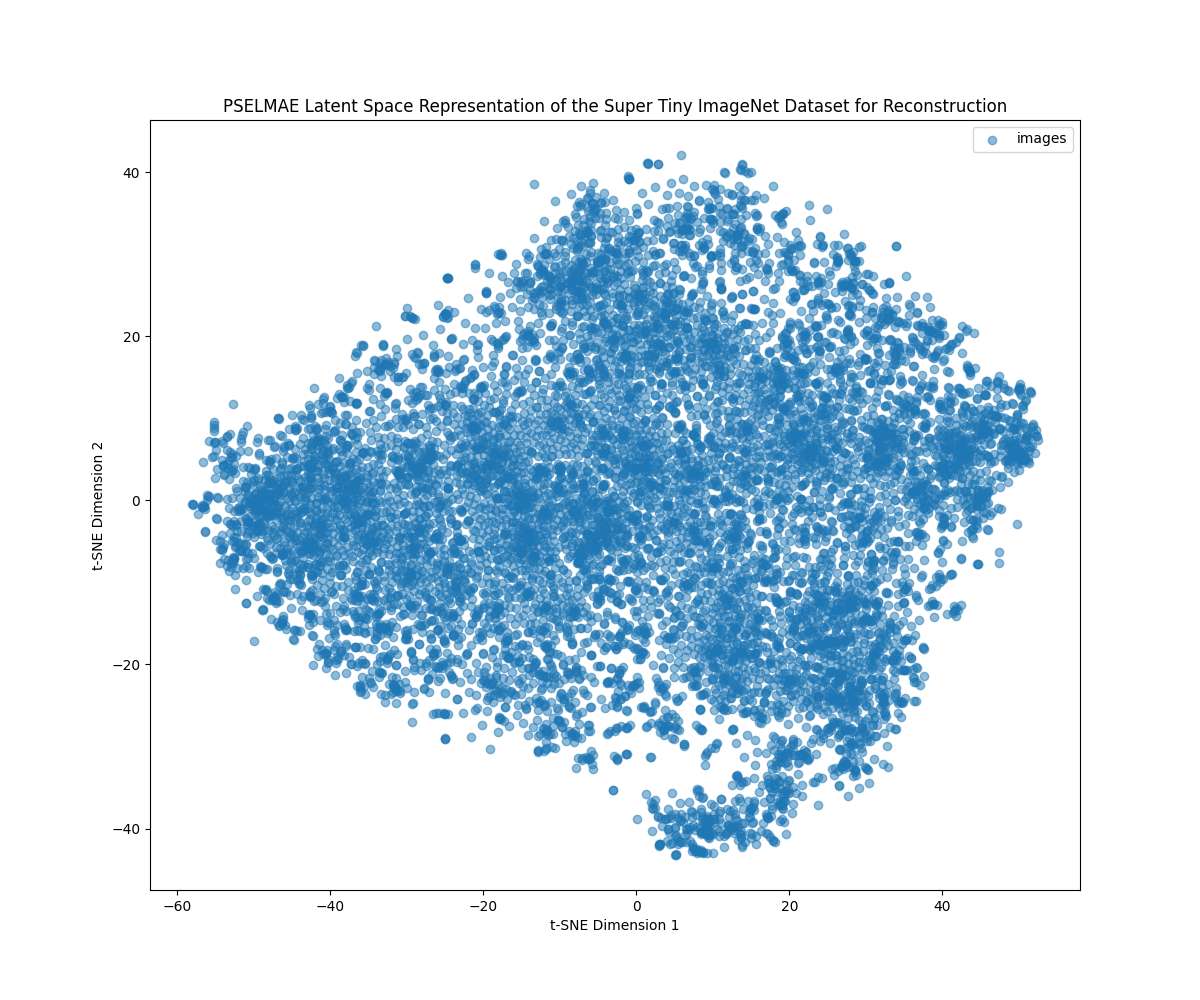 PSELMAE Latent Space Representation of the Super Tiny ImageNet Dataset for Reconstruction
images
40
20
0
−20
−40
t-SNE Dimension 2
−60 −40 −20 0 20 40
t-SNE Dimension 1